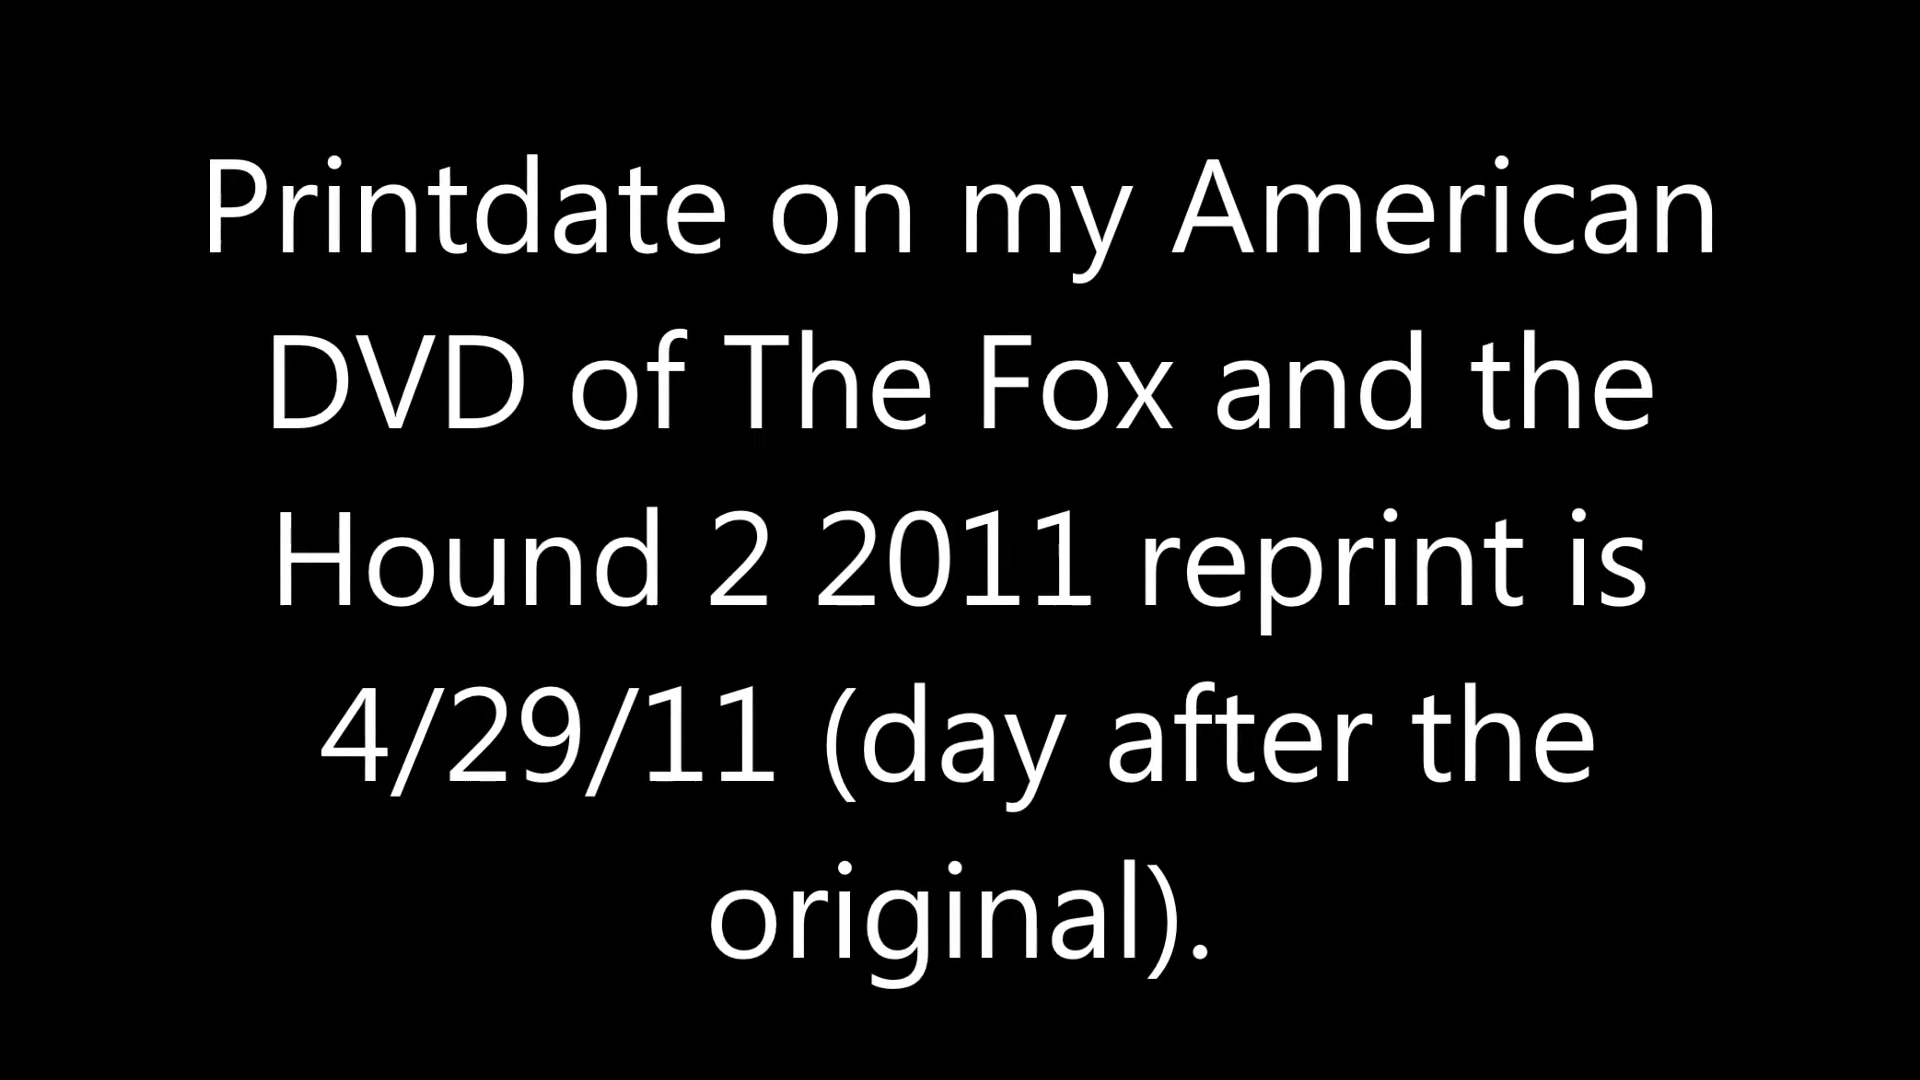 Printdate on my American
DVD of The Fox and the
Hound 2 2011 reprint is
4/29/11 (day after the
original).